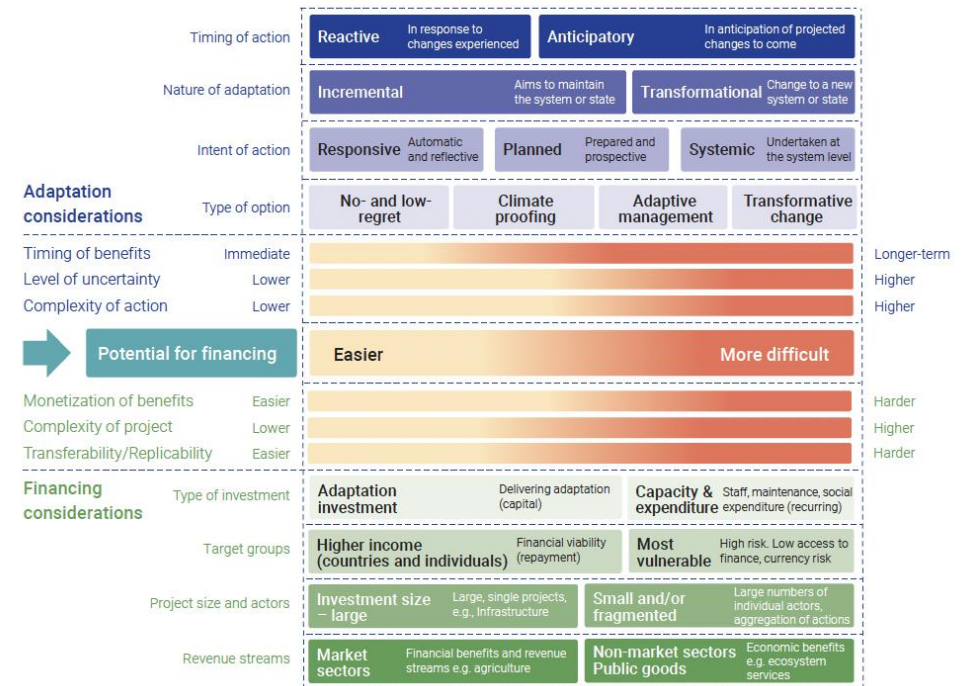 Timing of action
Reactive
In response to
changes experienced
Anticipatory
In anticipation of projected
changes to come
Nature of adaptation
Incremental
Aims to maintain
the system or state
Transformational
Change to a new
system or state
Intent of action
Responsive
Automatic
and reflective
Planned
Prepared and
prospective
Systemic
Undertaken at
the system level
Adaptation
considerations
Type of option
No- and low-
regret
Climate
proofing
Adaptive
management
Transformative
change
Timing of benefits
Immediate
Longer-term
Level of uncertainty
Lower
Higher
Complexity of action
Lower
Higher
Potential for financing
Easier
More difficult
Monetization of benefits
Easier
Harder
Complexity of project
Lower
Higher
Transferability/Replicability
Easier
Harder
Financing
considerations
Type of investment
Adaptation
investment
Delivering adaptation
(capital)
Capacity &
expenditure
Staff, maintenance, social
expenditure (recurring)
Target groups
Higher income
(countries and individuals)
Financial viability
(repayment)
Most
vulnerable
High risk. Low access to
finance, currency risk
Project size and actors
Investment size
– large
Large, single projects,
e.g., Infrastructure
Small and/or
fragmented
Large numbers of
individual actors,
aggregation of actions
Revenue streams
Market
sectors
Financial benefits and revenue
streams e.g. agriculture
Non-market sectors
Public goods
Economic benefits
e.g. ecosystem
services